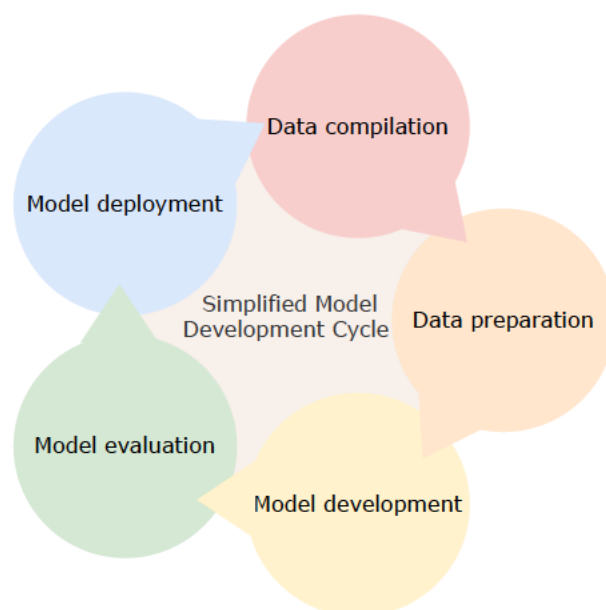 Data compilation
Model deployment
Simplified Model
Development Cycle
Data preparation
Model evaluation
Model development